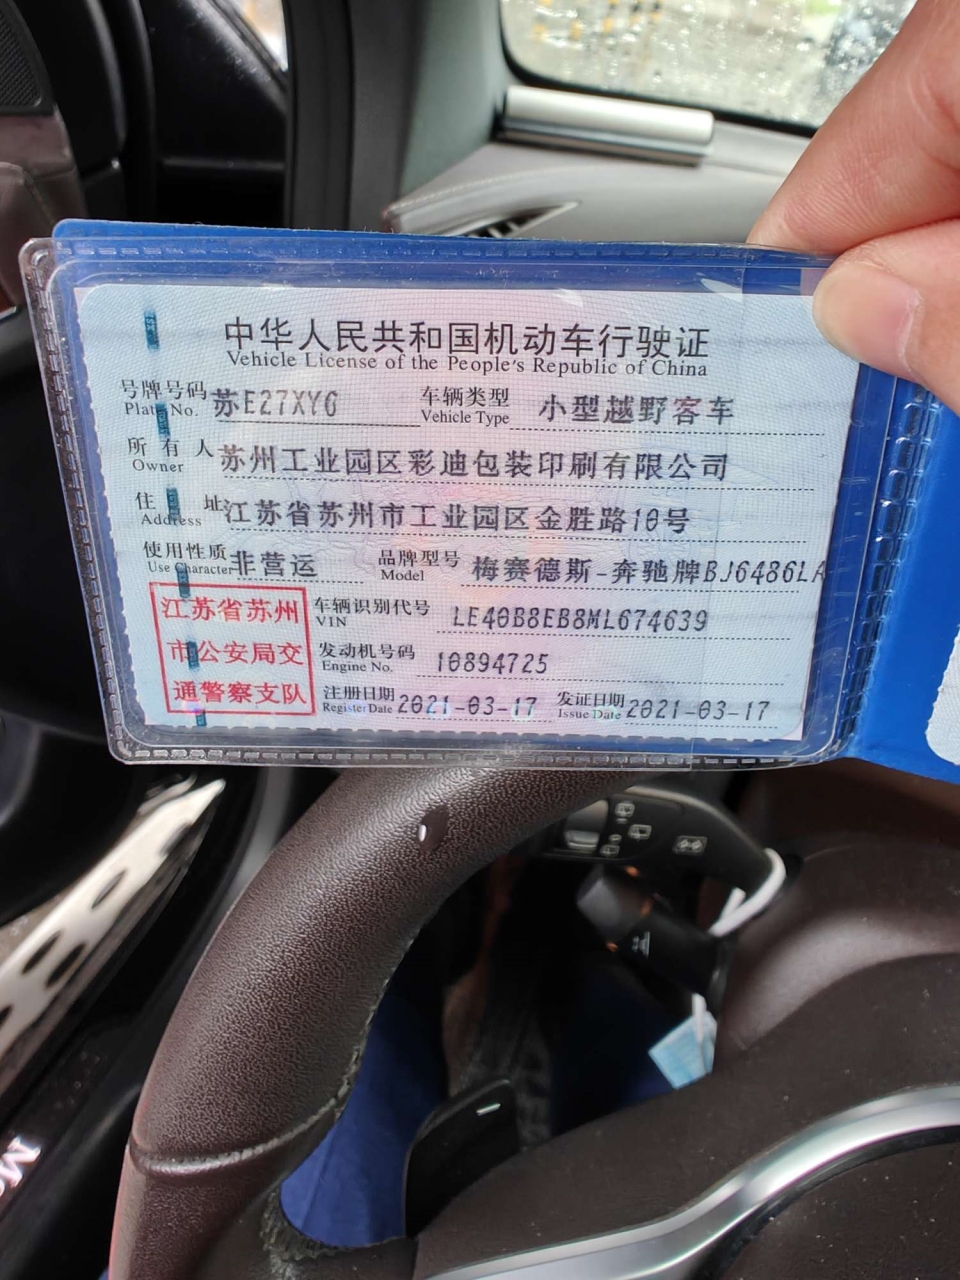 中华人民共和国机动车行驶证
Vehicle License of the People's Republic of China
号牌号码 苏E27XY6 车辆类型 小型越野客车
Plate No. Vehicle Type
所有人 苏州工业园区彩迪包装印刷有限公司
Owner
住址 江苏省苏州市工业园区金胜路10号
Address
使用性质 非营运 品牌型号 梅赛德斯-奔驰牌BJ6486LA
Use Character Model
江苏省苏州
市公安局交
通警察支队
车辆识别代号 LE40B8EB8ML674639
VIN
发动机号码 10894725
Engine No.
注册日期 2021-03-17 发证日期 2021-03-17
Register Date Issue Date